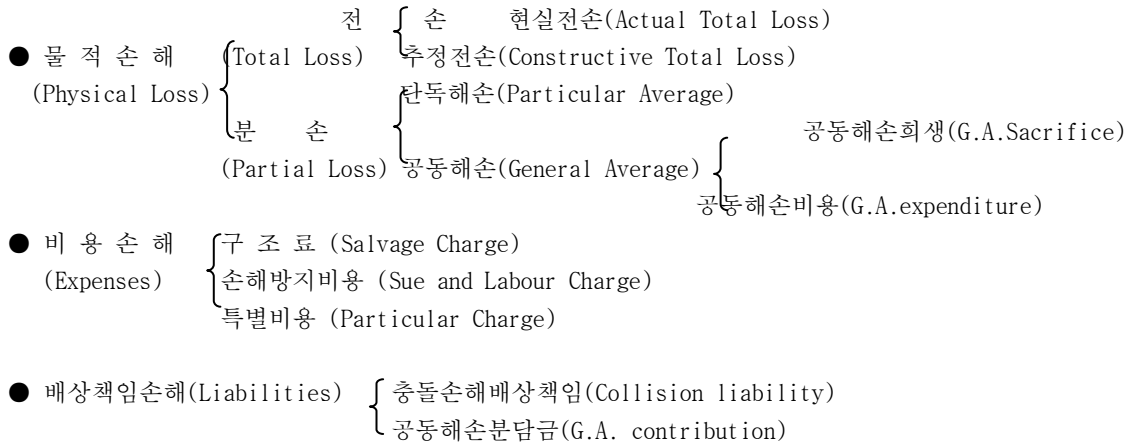 전 손 현실전손(Actual Total Loss)
● 물 적 손 해 (Total Loss) 추정전손(Constructive Total Loss)
(Physical Loss) 단독해손(Particular Average)
분 손 공동해손희생(G.A.Sacrifice)
(Partial Loss) 공동해손(General Average)
공동해손비용(G.A.expenditure)
● 비 용 손 해 구 조 료 (Salvage Charge)
(Expenses) 손해방지비용 (Sue and Labour Charge)
특별비용 (Particular Charge)
● 배상책임손해(Liabilities) 충돌손해배상책임(Collision liability)
공동해손분담금(G.A. contribution)